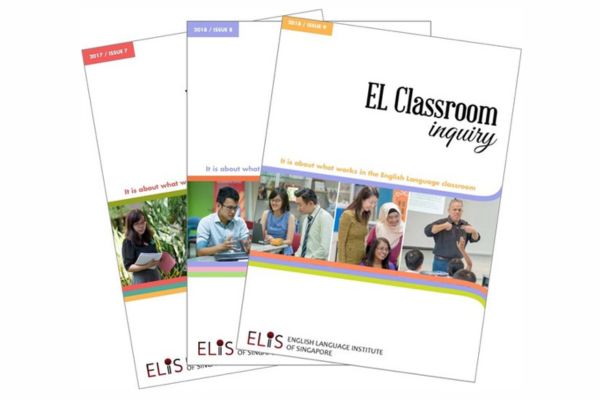 2017 / ISSUE 7
It is about what
ELiS
OF
2018 / ISSUE 8
It is about what
ELiS
OF
2018 / ISSUE 9
EL Classroom
inquiry
It is about what works in the English Language classroom
ELiS
ENGLISH LANGUAGE INSTITUTE
OF SINGAPORE